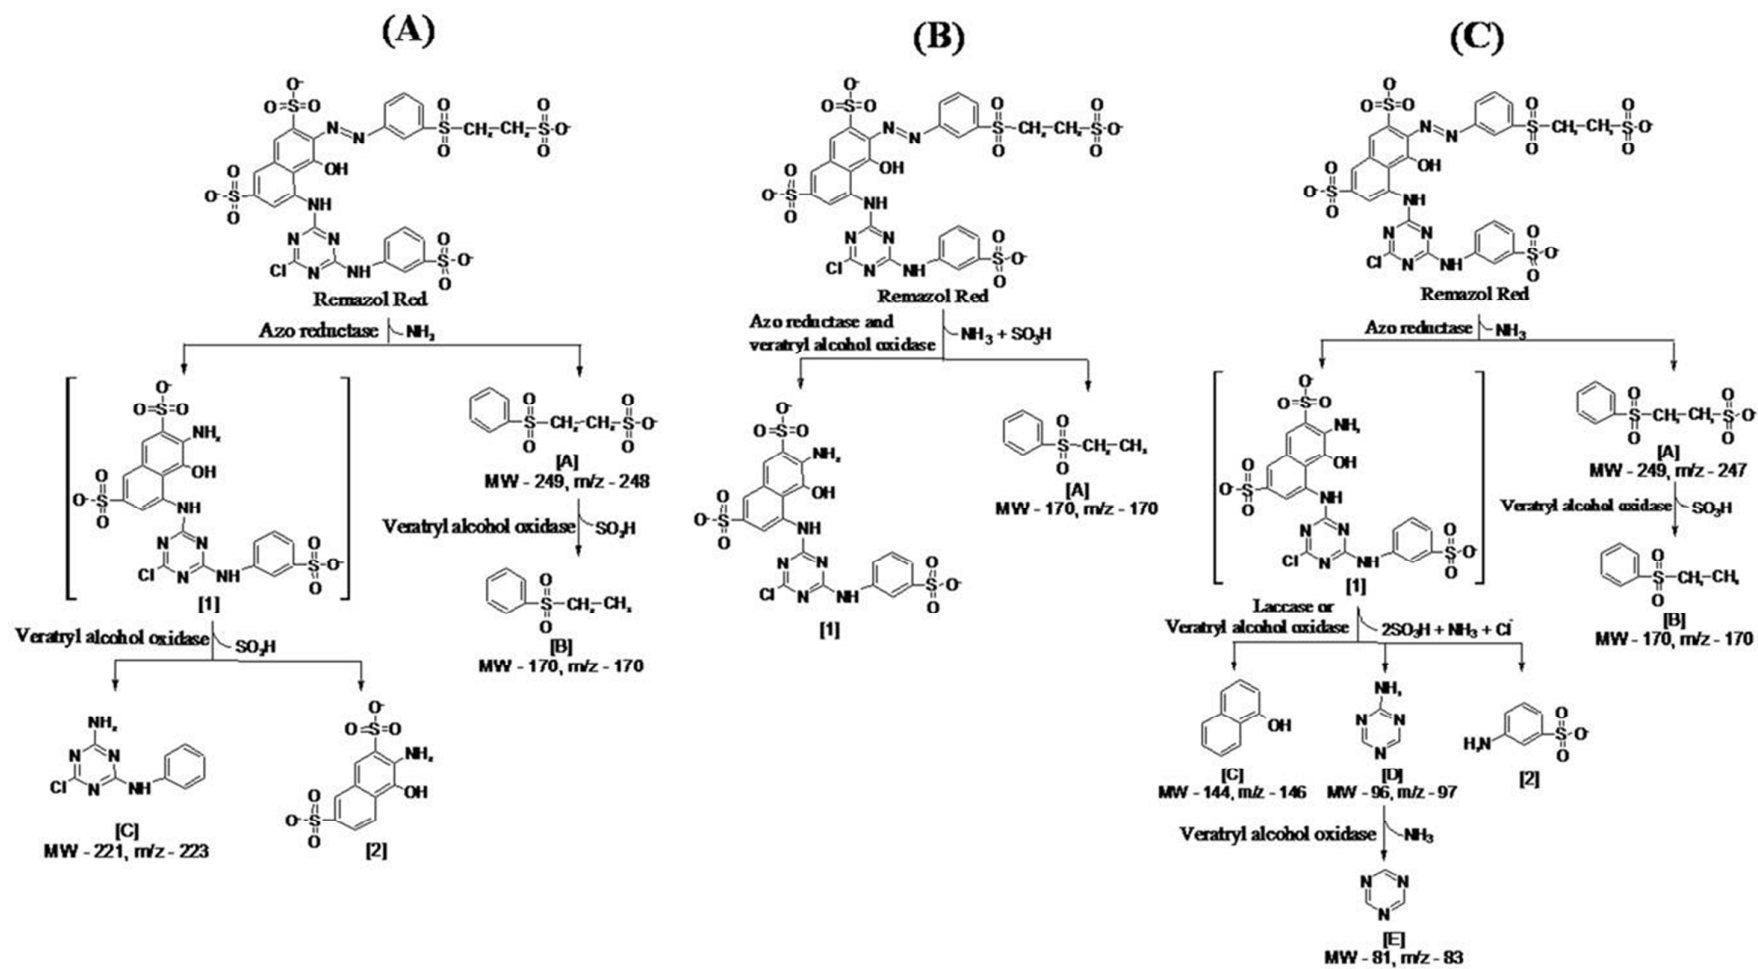 (A)
Remazol Red
Azo reductase
NH₃
[1]
[A]
MW - 249, m/z - 248
Veratryl alcohol oxidase
SO₃H
[B]
MW - 170, m/z - 170
Veratryl alcohol oxidase
SO₃H
[C]
MW - 221, m/z - 223
[2]
(B)
Remazol Red
Azo reductase and
veratryl alcohol oxidase
NH₃ + SO₃H
[1]
[A]
MW - 170, m/z - 170
(C)
Remazol Red
Azo reductase
NH₃
[1]
[A]
MW - 249, m/z - 247
Veratryl alcohol oxidase
SO₃H
[B]
MW - 170, m/z - 170
Laccase or
Veratryl alcohol oxidase
2SO₃H + NH₃ + Cl⁻
[C]
MW - 144, m/z - 146
[D]
MW - 96, m/z - 97
[2]
Veratryl alcohol oxidase
NH₃
[E]
MW - 81, m/z - 83